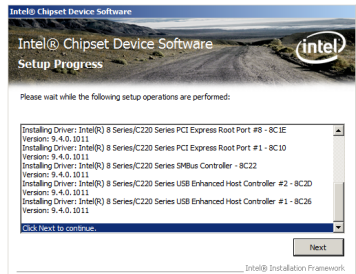 Intel® Chipset Device Software
Intel® Chipset Device Software
Setup Progress
intel
Please wait while the following setup operations are performed:
Installing Driver: Intel(R) 8 Series/C220 Series PCI Express Root Port #8 - 8C1E
Version: 9.4.0.1011
Installing Driver: Intel(R) 8 Series/C220 Series PCI Express Root Port #1 - 8C10
Version: 9.4.0.1011
Installing Driver: Intel(R) 8 Series/C220 Series SMBus Controller - 8C22
Version: 9.4.0.1011
Installing Driver: Intel(R) 8 Series/C220 Series USB Enhanced Host Controller #2 - 8C2D
Version: 9.4.0.1011
Installing Driver: Intel(R) 8 Series/C220 Series USB Enhanced Host Controller #1 - 8C26
Version: 9.4.0.1011
Click Next to continue.
Next
Intel® Installation Framework